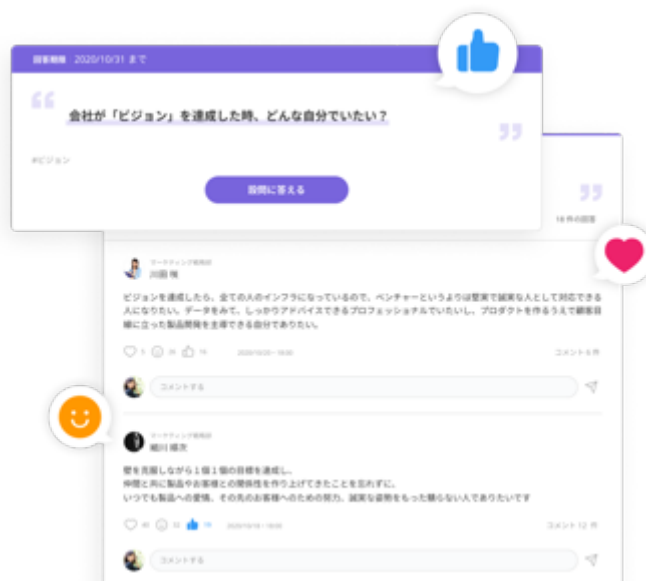 回答期限 2020/10/31 まで
会社が「ビジョン」を達成した時、どんな自分でいたい？
#ビジョン
設問に答える
件の回答
ビジョンを達成したら、全ての人のインフラになっているので、ベンチャーというよりは堅実で誠実な人として対応できる
人になりたい。データをみて、しっかりアドバイスできるプロフェッショナルでいたいし、プロダクトを作るうえで顧客目
線に立った製品開発を主導できる自分でありたい。
コメントする
壁を克服しながら1個1個の目標を達成し、
仲間と共に製品やお客様との関係性を作り上げてきたことを忘れずに。
いつでも製品への愛情、その先のお客様への为の努力、誠実な姿勢をもった驕らない人でありたいです
コメント 12 件
コメントする